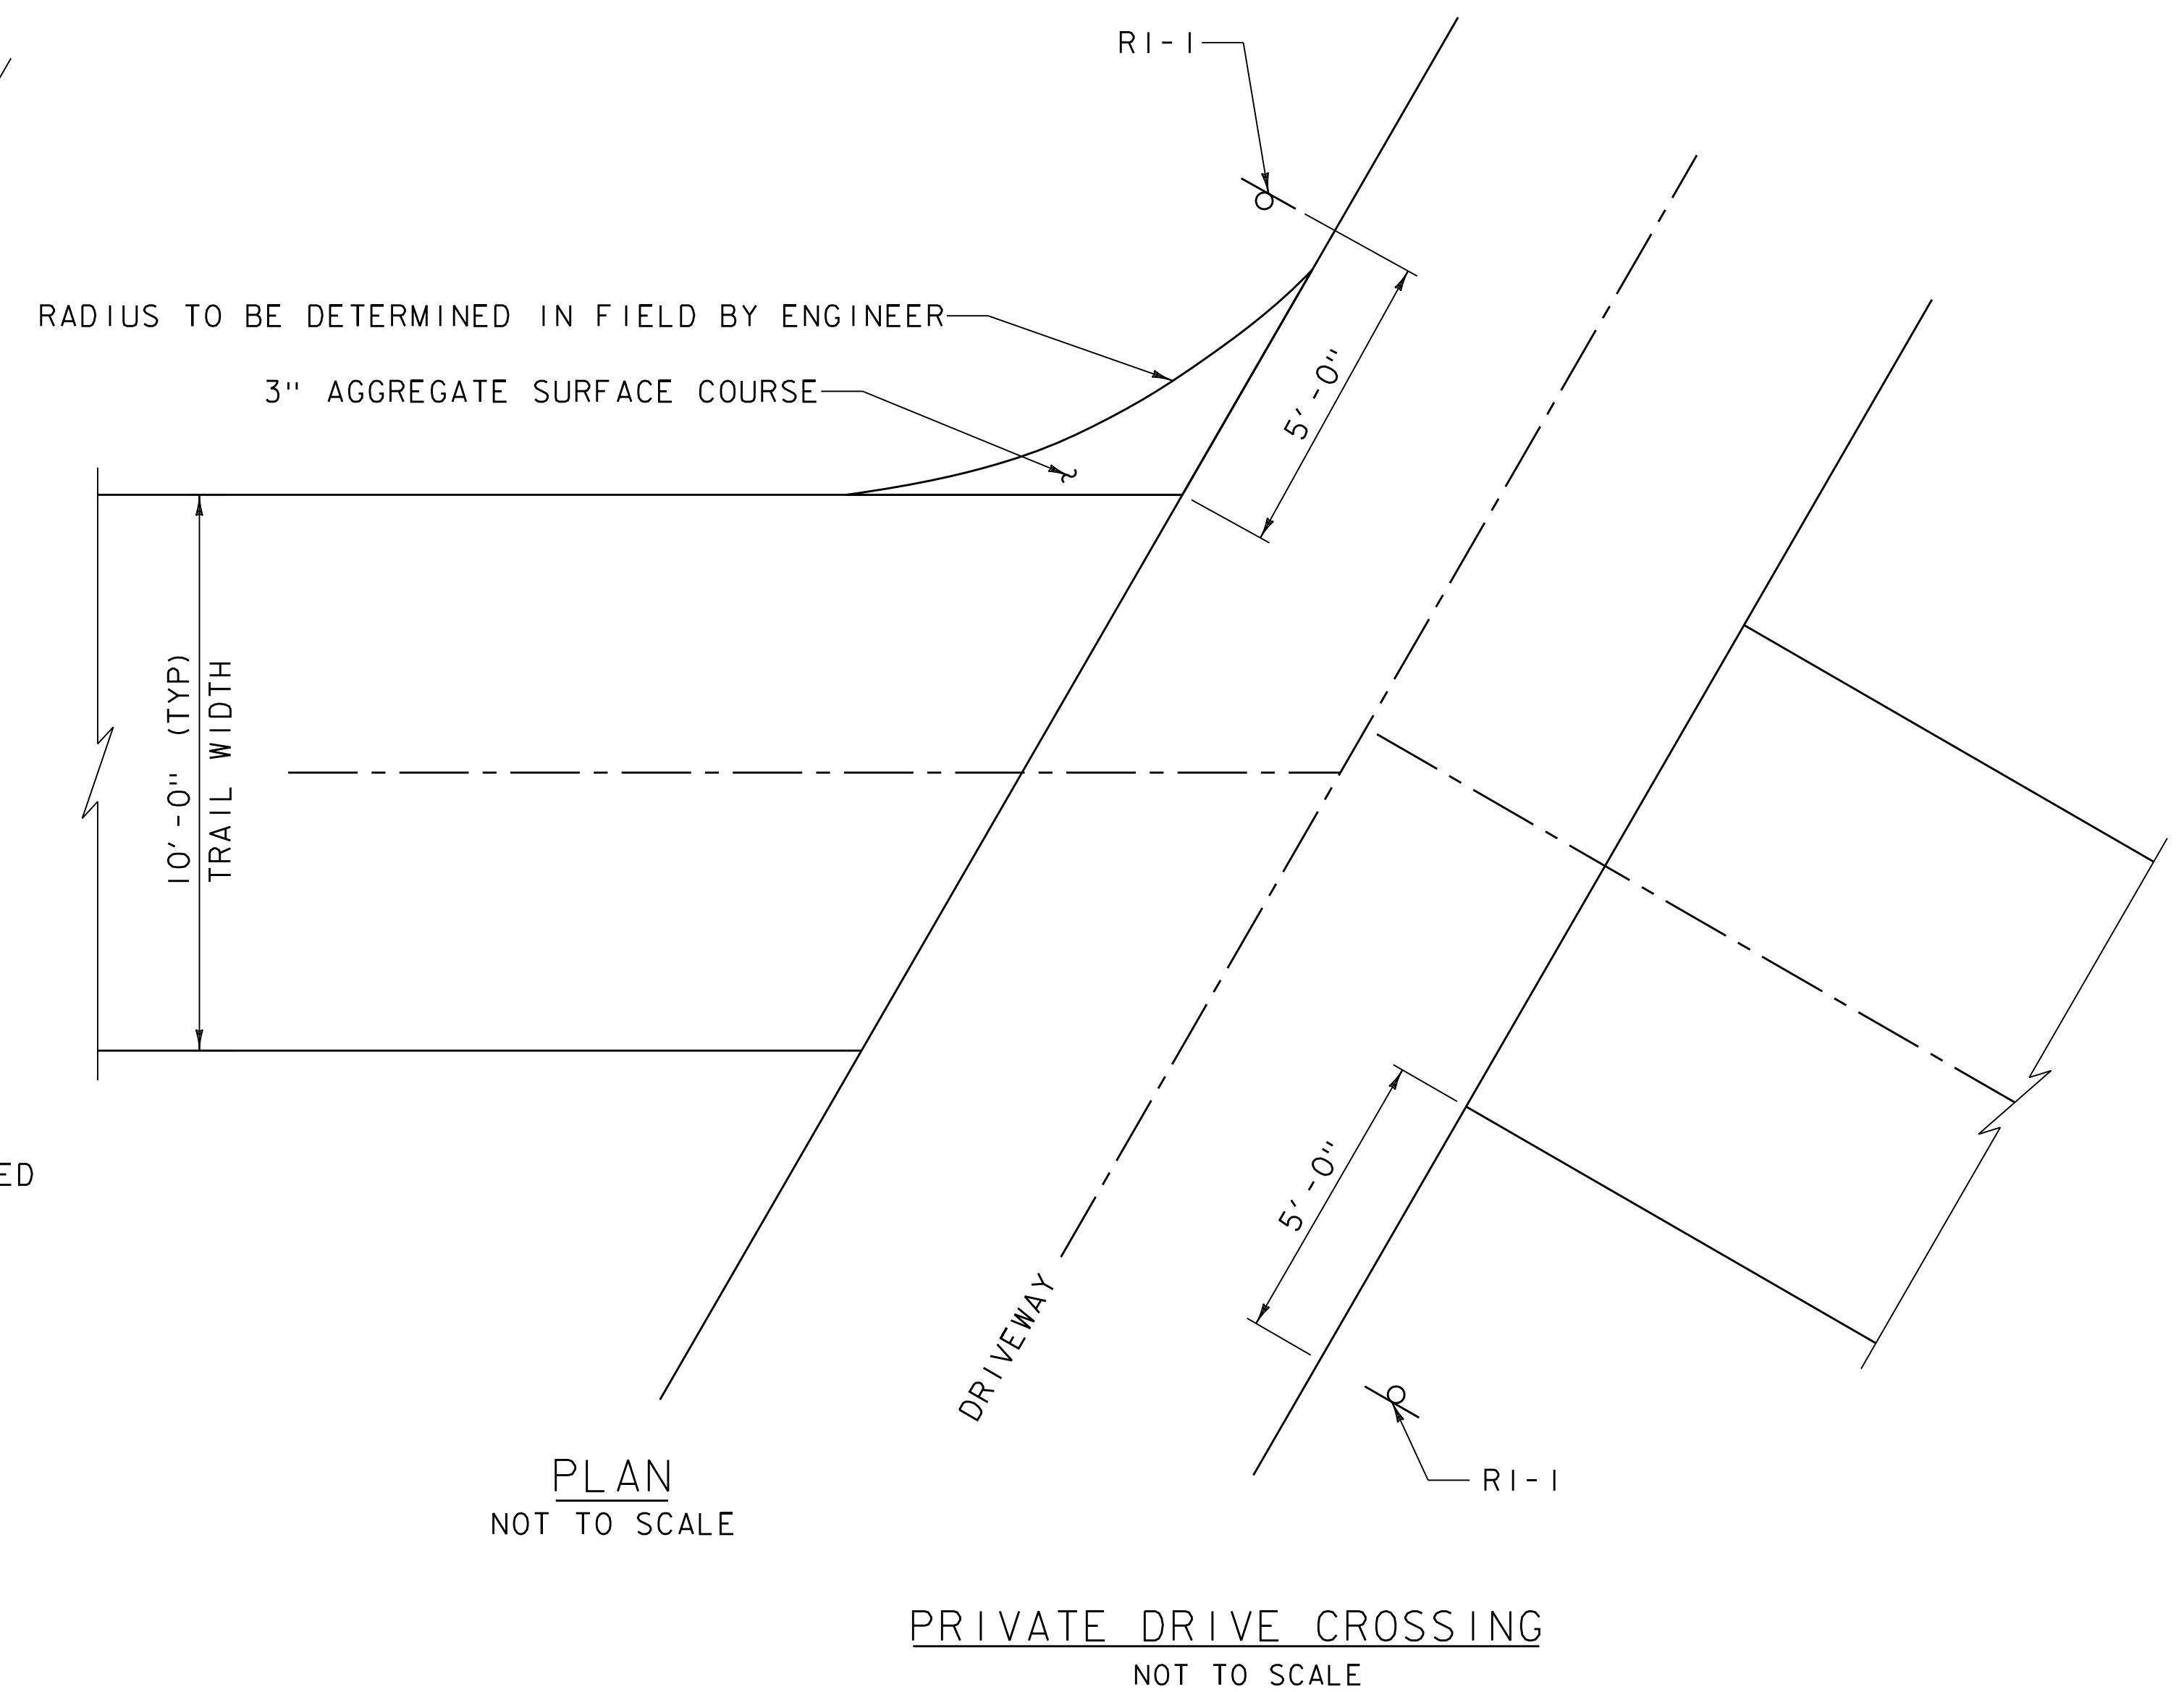 R1-1
RADIUS TO BE DETERMINED IN FIELD BY ENGINEER
3" AGGREGATE SURFACE COURSE
5'-0"
10'-0" (TYP)
TRAIL WIDTH
5'-0"
ED
DRIVEWAY
R1-1
PLAN
NOT TO SCALE
PRIVATE DRIVE CROSSING
NOT TO SCALE